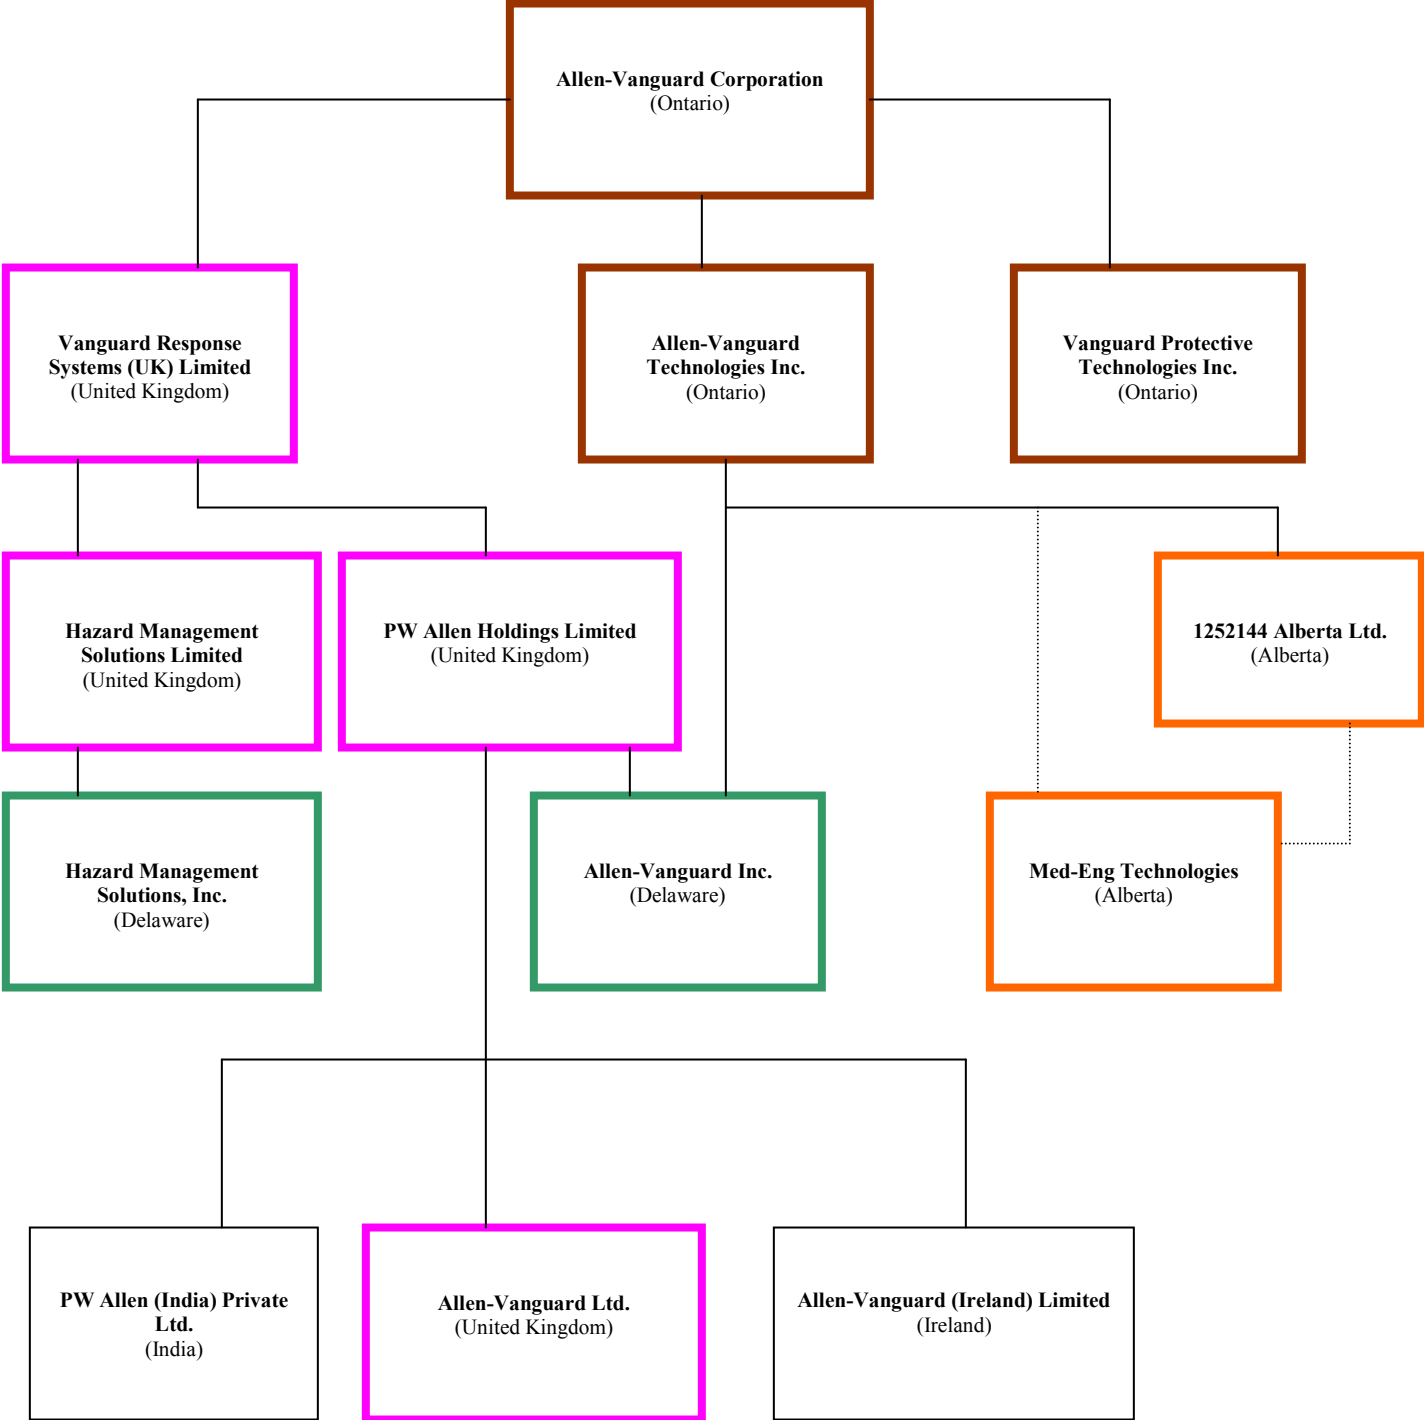 Allen-Vanguard Corporation
(Ontario)
Vanguard Response
Systems (UK) Limited
(United Kingdom)
Allen-Vanguard
Technologies Inc.
(Ontario)
Vanguard Protective
Technologies Inc.
(Ontario)
Hazard Management
Solutions Limited
(United Kingdom)
PW Allen Holdings Limited
(United Kingdom)
1252144 Alberta Ltd.
(Alberta)
Hazard Management
Solutions, Inc.
(Delaware)
Allen-Vanguard Inc.
(Delaware)
Med-Eng Technologies
(Alberta)
PW Allen (India) Private
Ltd.
(India)
Allen-Vanguard Ltd.
(United Kingdom)
Allen-Vanguard (Ireland) Limited
(Ireland)